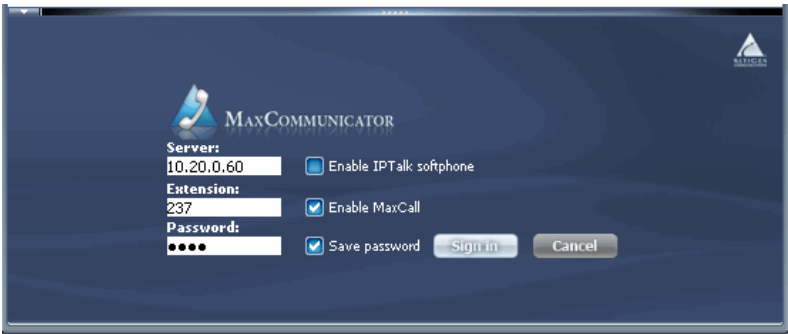 ALTIGEN
MAXCOMMUNICATOR
Server:
10.20.0.60
Enable IPTalk softphone
Extension:
237
Enable MaxCall
Password:
●●●●
Save password
Sign in
Cancel